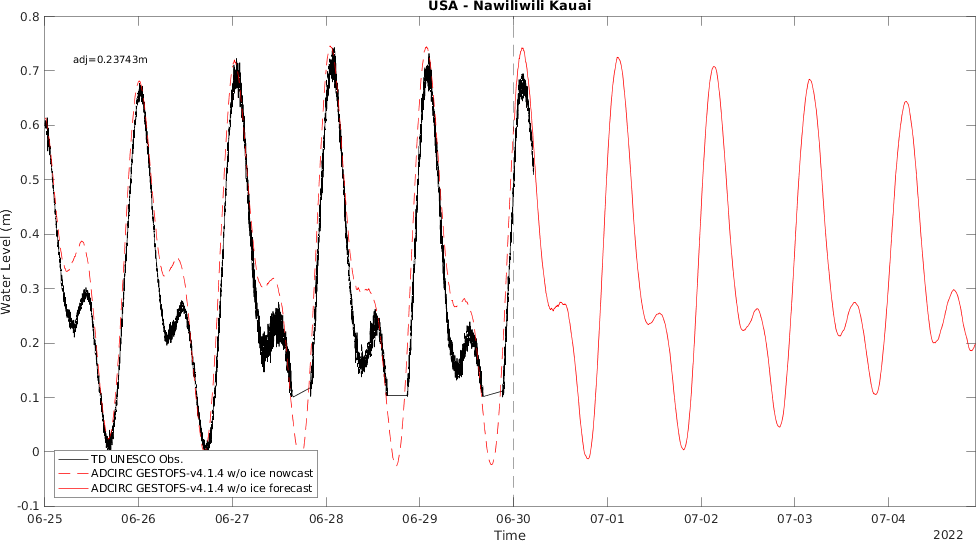 USA - Nawiliwili Kauai
0.8
adj=0.23743m
0.7
0.6
0.5
0.4
0.3
0.2
0.1
0
-0.1
Water Level (m)
TD UNESCO Obs.
ADCIRC GESTOFS-v4.1.4 w/o ice nowcast
ADCIRC GESTOFS-v4.1.4 w/o ice forecast
06-25 06-26 06-27 06-28 06-29 06-30 07-01 07-02 07-03 07-04
Time
2022